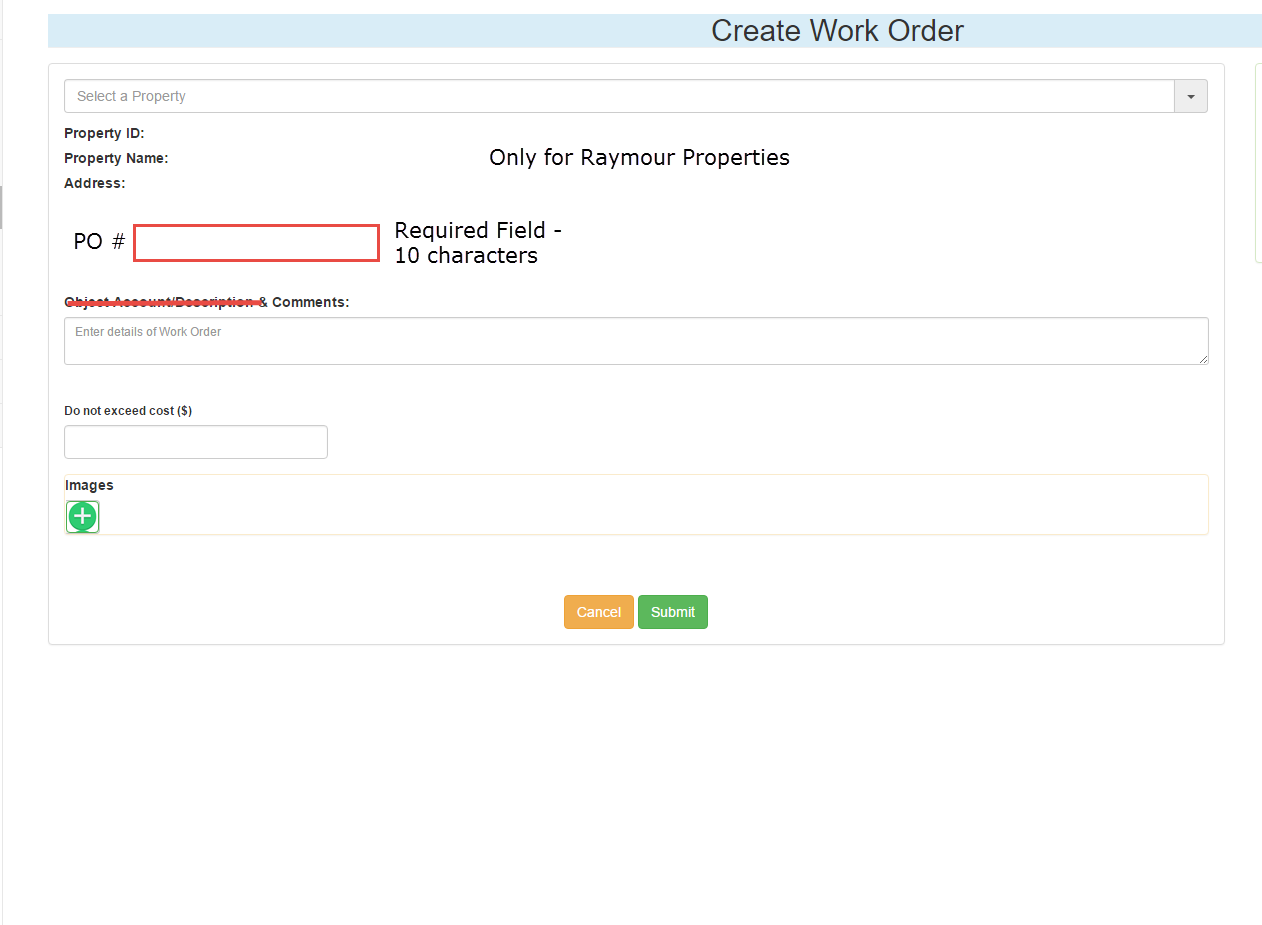 Create Work Order
Select a Property
Property ID:
Property Name:
Only for Raymour Properties
Address:
PO #
Required Field -
10 characters
Object Account/Description & Comments:
Enter details of Work Order
Do not exceed cost ($)
Images
Cancel
Submit